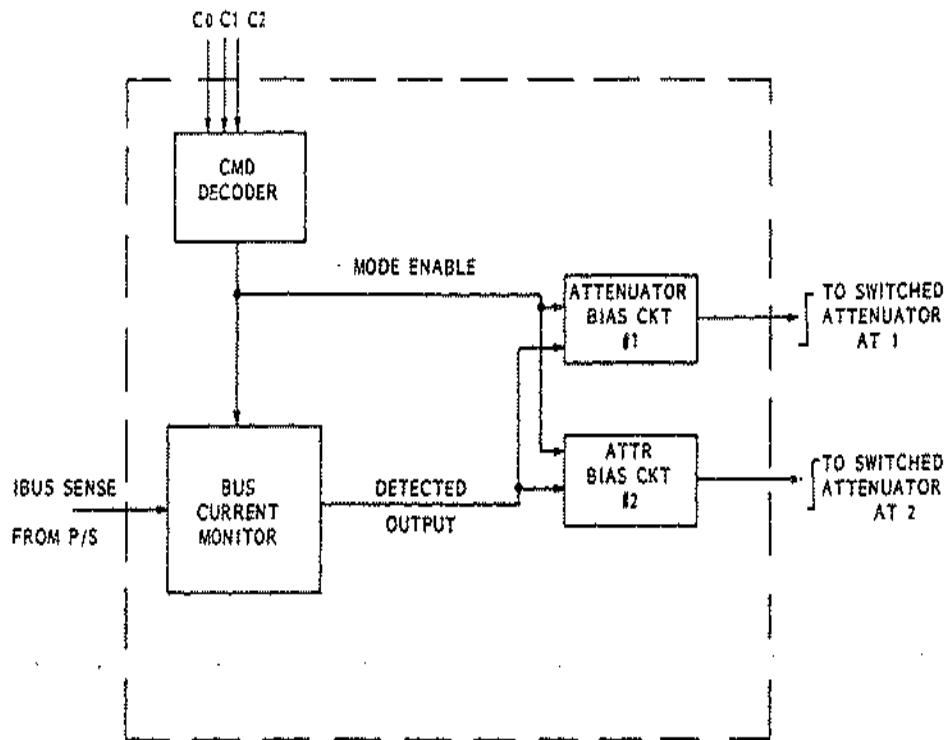 C0 C1 C2
CMD
DECODER
MODE ENABLE
ATTENUATOR
BIAS CKT
#1
TO SWITCHED
ATTENUATOR
AT 1
ATTR
BIAS CKT
#2
TO SWITCHED
ATTENUATOR
AT 2
IBUS SENSE
FROM P/S
BUS
CURRENT
MONITOR
DETECTED
OUTPUT